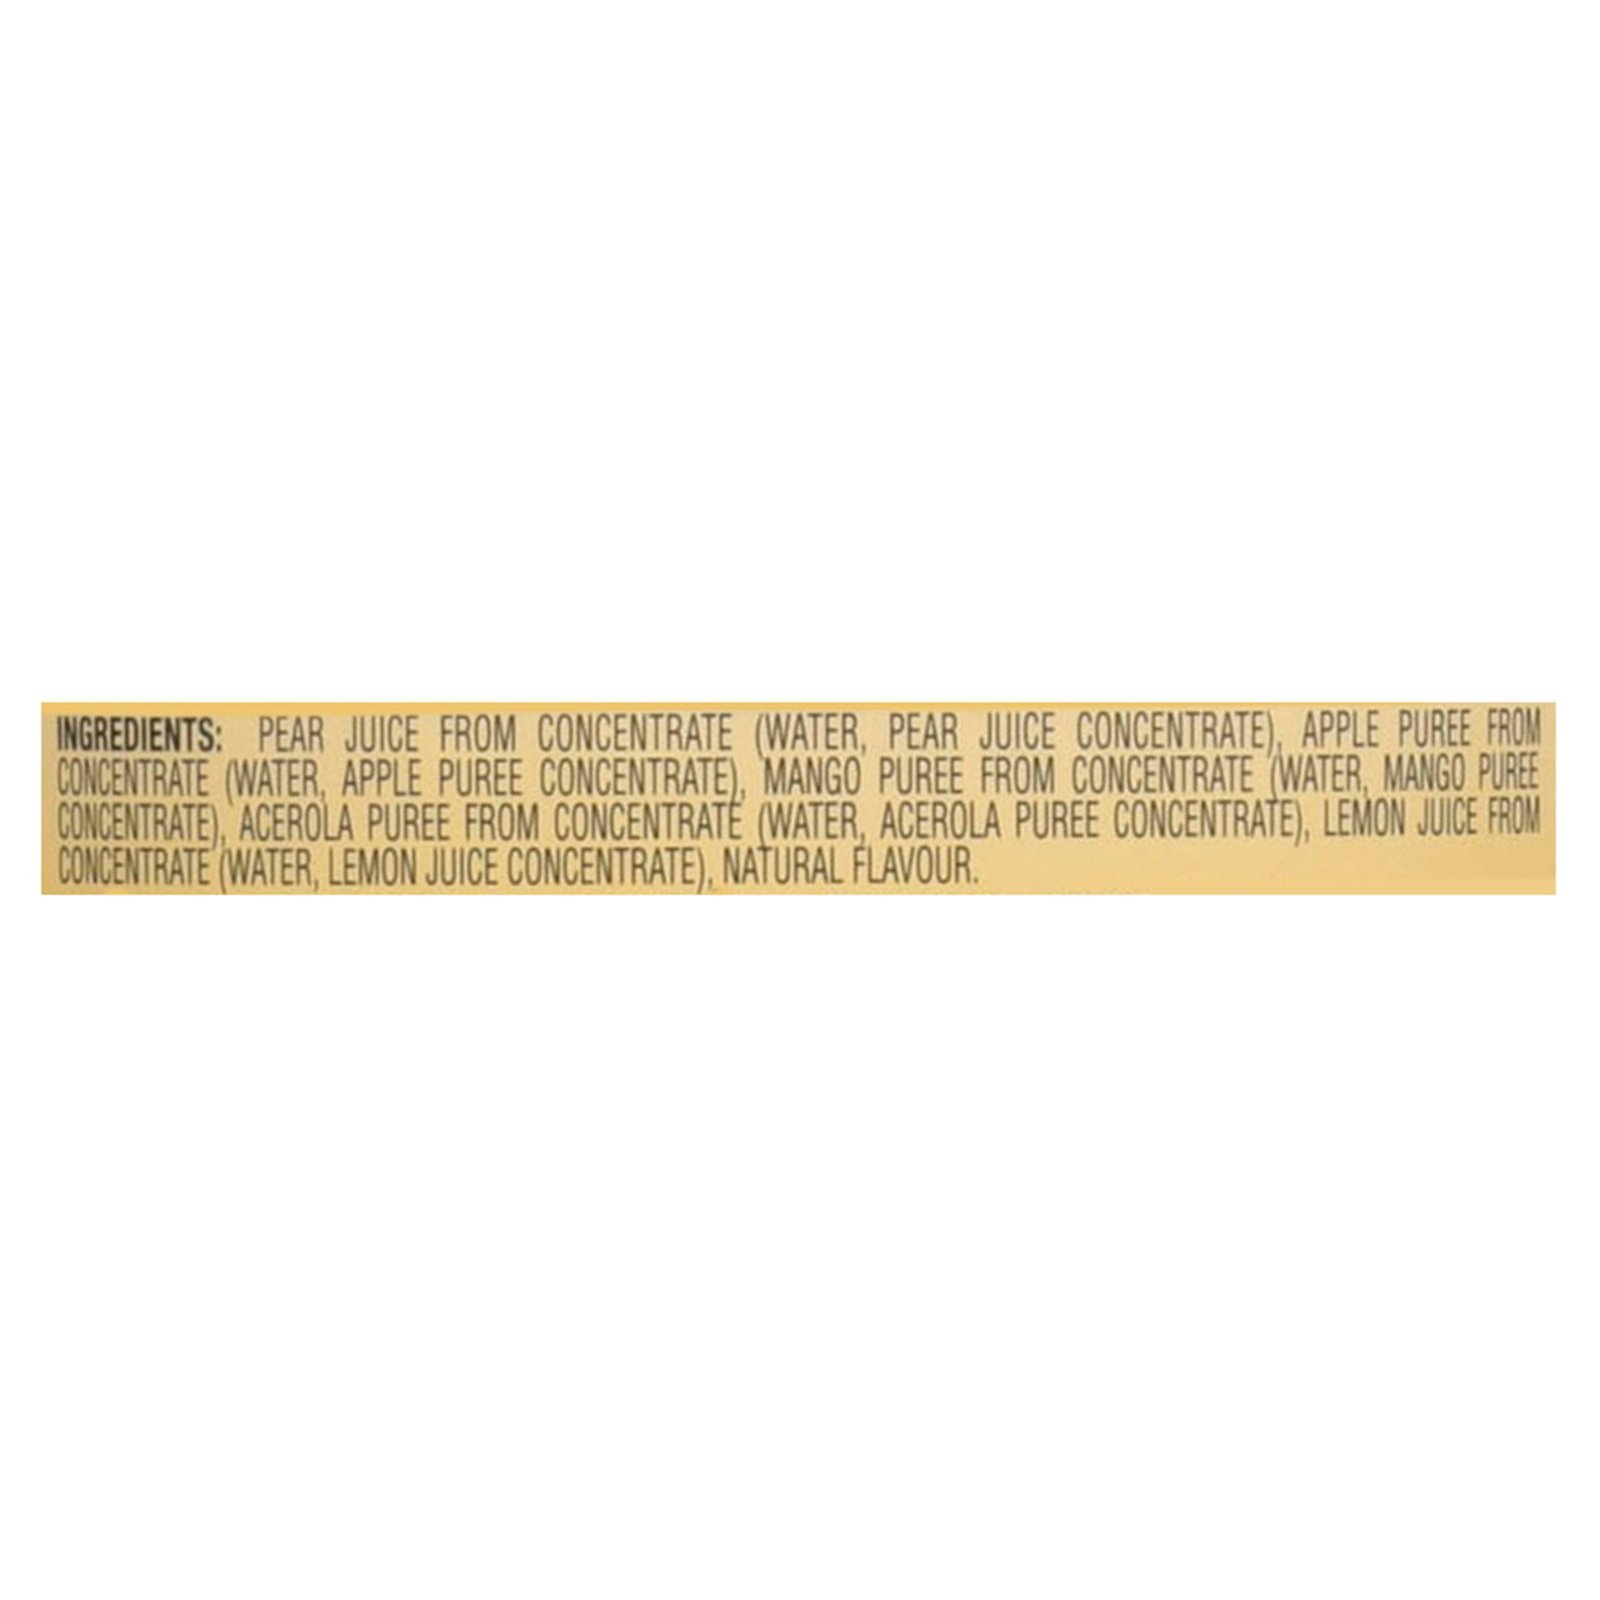 INGREDIENTS: PEAR JUICE FROM CONCENTRATE (WATER, PEAR JUICE CONCENTRATE), APPLE PUREE FROM
CONCENTRATE (WATER, APPLE PUREE CONCENTRATE), MANGO PUREE FROM CONCENTRATE (WATER, MANGO PUREE
CONCENTRATE), ACEROLA PUREE FROM CONCENTRATE (WATER, ACEROLA PUREE CONCENTRATE), LEMON JUICE FROM
CONCENTRATE (WATER, LEMON JUICE CONCENTRATE), NATURAL FLAVOUR.